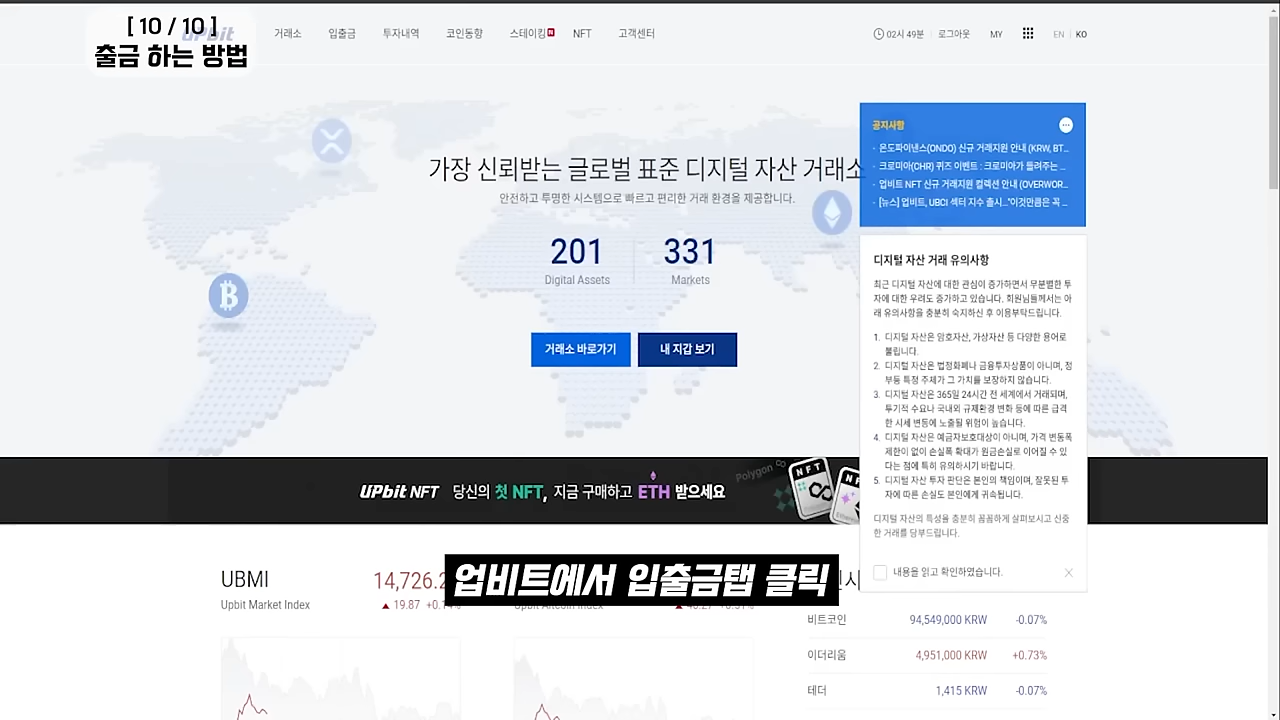 [ 10 / 10 ]
출금 하는 방법
UPbit
거래소 입출금 투자내역 코인동향 스테이킹 N NFT 고객센터
02시 49분 로그아웃 MY EN KO
가장 신뢰받는 글로벌 표준 디지털 자산 거래소
안전하고 투명한 시스템으로 빠르고 편리한 거래 환경을 제공합니다.
201 331
Digital Assets Markets
거래소 바로가기 내 지갑 보기
공지사항
- 온도파이낸스(ONDO) 신규 거래지원 안내 (KRW, BT...
- 크로미아(CHR) 퀴즈 이벤트 : 크로미아가 들려주는 ...
- 업비트 NFT 신규 거래지원 컬렉션 안내 (OVERWOR...
- [뉴스] 업비트, UBCI 섹터 지수 출시..."이것만큼은 꼭 ...
디지털 자산 거래 유의사항
최근 디지털 자산에 대한 관심이 증가하면서 무분별한 투
자에 대한 우려도 증가하고 있습니다. 회원님들께서는 아
래 유의사항을 충분히 숙지하신 후 이용부탁드립니다.
1. 디지털 자산은 암호자산, 가상자산 등 다양한 용어로
불립니다.
2. 디지털 자산은 법정화폐나 금융투자상품이 아니며, 정
부등 특정 주체가 그 가치를 보장하지 않습니다.
3. 디지털 자산은 365일 24시간 전 세계에서 거래되며,
투기적 수요나 국내외 규제환경 변화 등에 따른 급격
한 시세 변동에 노출될 위험이 높습니다.
4. 디지털 자산은 예금자보호대상이 아니며, 가격 변동폭
제한이 없어 손실폭 확대가 원금손실로 이어질 수 있
다는 점에 특히 유의하시기 바랍니다.
5. 디지털 자산 투자 판단은 본인의 책임이며, 잘못된 투
자에 따른 손실도 본인에게 귀속됩니다.
디지털 자산의 특성을 충분히 꼼꼼하게 살펴보시고 신중
한 거래를 당부드립니다.
내용을 읽고 확인하였습니다.
UPbit NFT 당신의 첫 NFT, 지금 구매하고 ETH 받으세요
Polygon
NFT
UBMI 14,726.2
Upbit Market Index 19.87
업비트에서 입출금탭 클릭
비트코인 94,549,000 KRW -0.07%
이더리움 4,951,000 KRW +0.73%
테더 1,415 KRW -0.07%